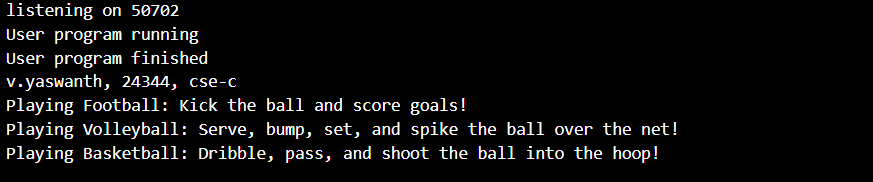 listening on 50702
User program running
User program finished
v.yaswanth, 24344, cse-c
Playing Football: Kick the ball and score goals!
Playing Volleyball: Serve, bump, set, and spike the ball over the net!
Playing Basketball: Dribble, pass, and shoot the ball into the hoop!